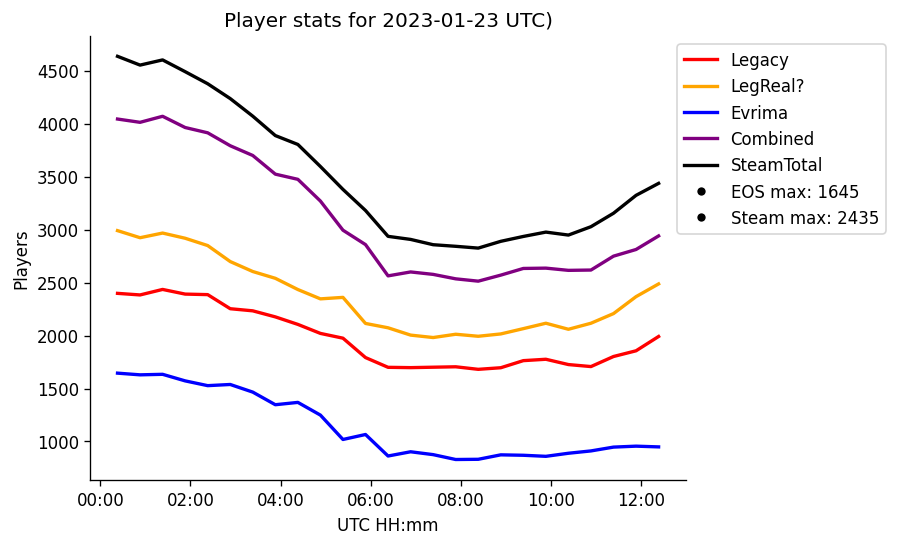 Player stats for 2023-01-23 UTC)
Players
4500
4000
3500
3000
2500
2000
1500
1000
00:00 02:00 04:00 06:00 08:00 10:00 12:00
UTC HH:mm
Legacy
LegReal?
Evrima
Combined
SteamTotal
EOS max: 1645
Steam max: 2435